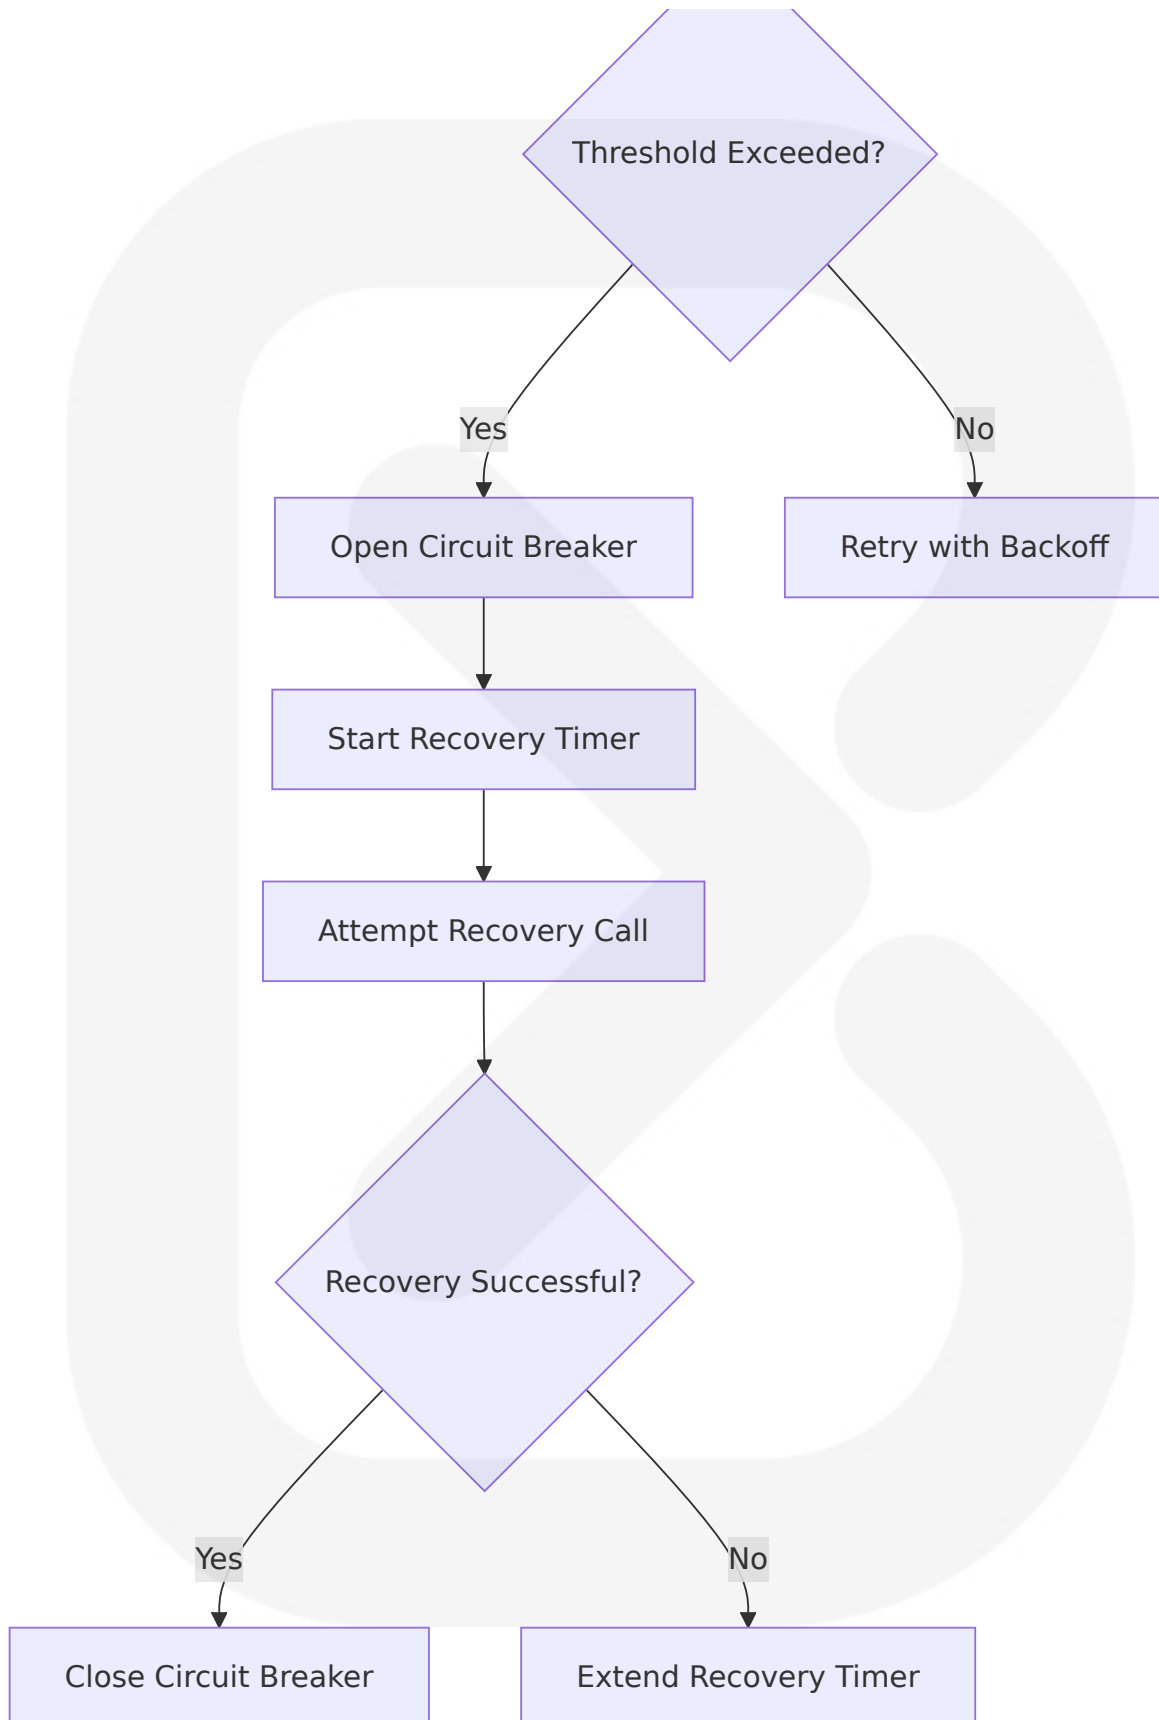 Threshold Exceeded?
Yes
No
Open Circuit Breaker
Retry with Backoff
Start Recovery Timer
Attempt Recovery Call
Recovery Successful?
Yes
No
Close Circuit Breaker
Extend Recovery Timer